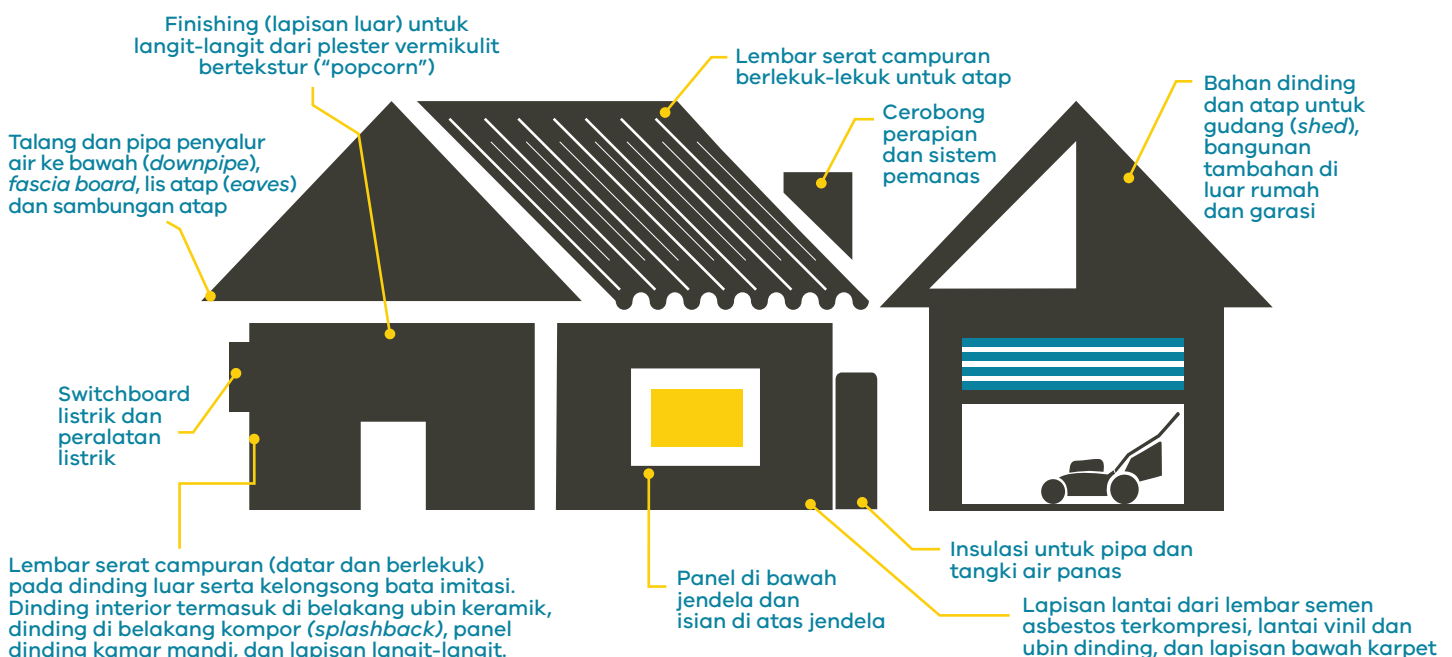 Finishing (lapisan luar) untuk
langit-langit dari plester vermikulit
bertekstur (“popcorn”)
Lembar serat campuran
berlekuk-lekuk untuk atap
Cerobong
perapian
dan sistem
pemanas
Bahan dinding
dan atap untuk
gudang (shed),
bangunan
tambahan di
luar rumah
dan garasi
Talang dan pipa penyalur
air ke bawah (downpipe),
fascia board, lis atap (eaves)
dan sambungan atap
Switchboard
listrik dan
peralatan
listrik
Lembar serat campuran (datar dan berlekuk)
pada dinding luar serta kelongsong bata imitasi.
Dinding interior termasuk di belakang ubin keramik,
dinding di belakang kompor (splashback), panel
dinding kamar mandi, dan lapisan langit-langit.
Panel di bawah
jendela dan
isian di atas jendela
Insulasi untuk pipa dan
tangki air panas
Lapisan lantai dari lembar semen
asbestos terkompresi, lantai vinil dan
ubin dinding, dan lapisan bawah karpet